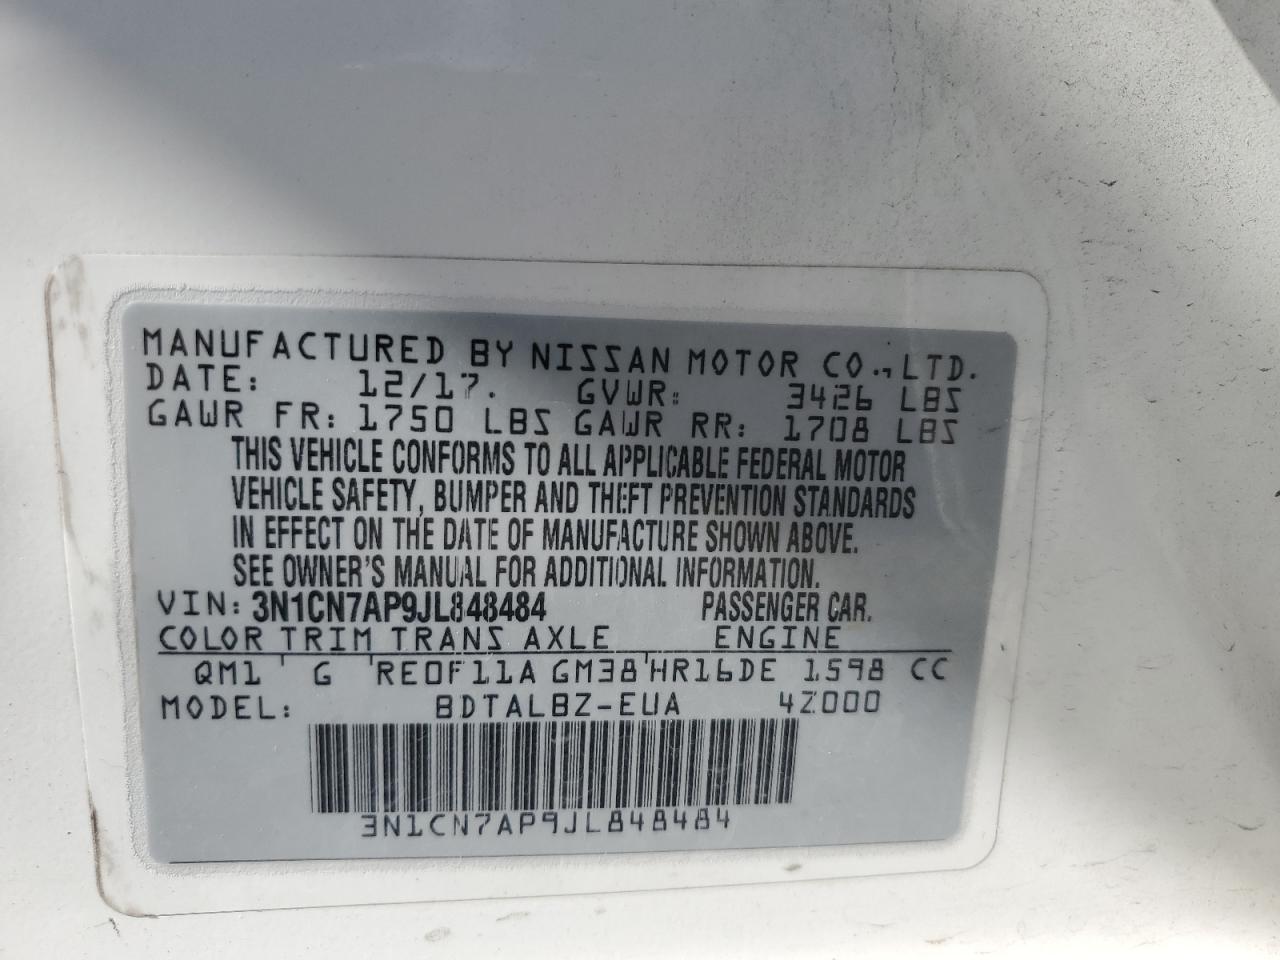 MANUFACTURED BY NISSAN MOTOR CO., LTD.
DATE: 12/17. GVWR: 3426 LBS
GAWR FR: 1750 LBS GAWR RR: 1708 LBS
THIS VEHICLE CONFORMS TO ALL APPLICABLE FEDERAL MOTOR
VEHICLE SAFETY, BUMPER AND THEFT PREVENTION STANDARDS
IN EFFECT ON THE DATE OF MANUFACTURE SHOWN ABOVE.
SEE OWNER'S MANUAL FOR ADDITIONAL INFORMATION.
VIN: 3N1CN7AP9JL848484 PASSENGER CAR.
COLOR TRIM TRANS AXLE ENGINE
QM1 G RE0F11A GM38 HR16DE 1598 CC
MODEL: BDTALBZ-EUA 4Z000
3N1CN7AP9JL848484